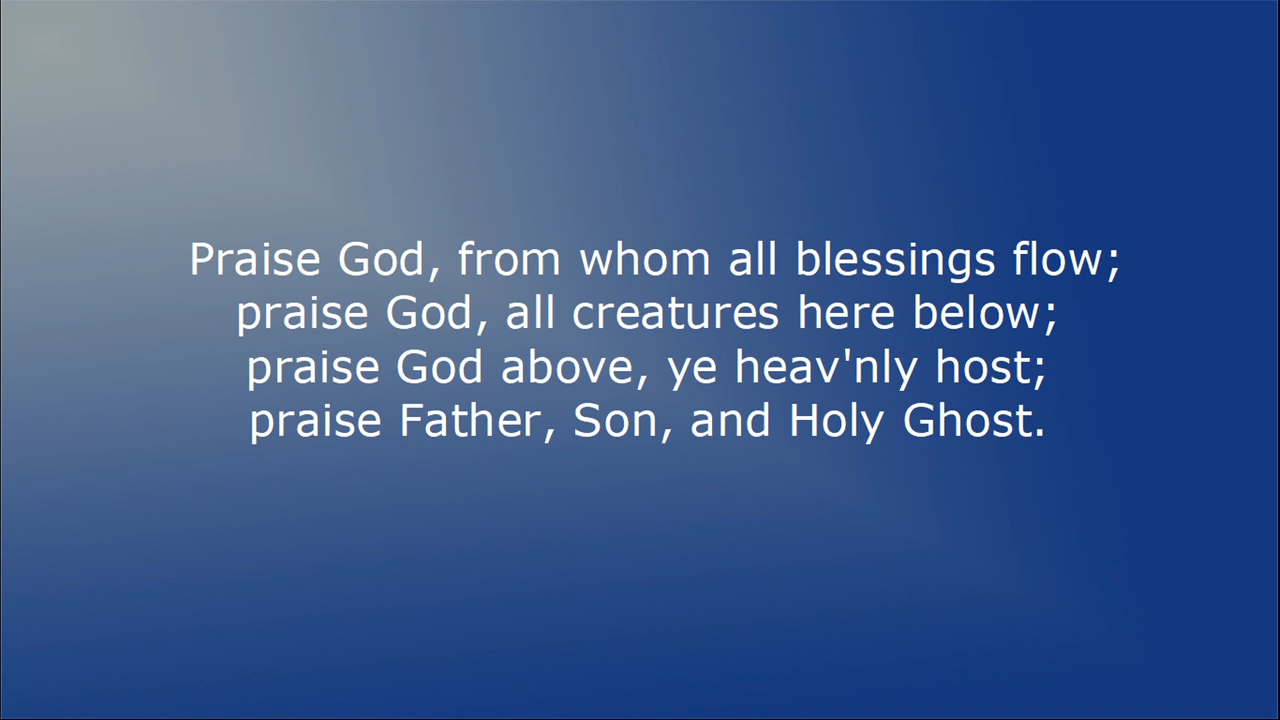 Praise God, from whom all blessings flow;
praise God, all creatures here below;
praise God above, ye heav'nly host;
praise Father, Son, and Holy Ghost.